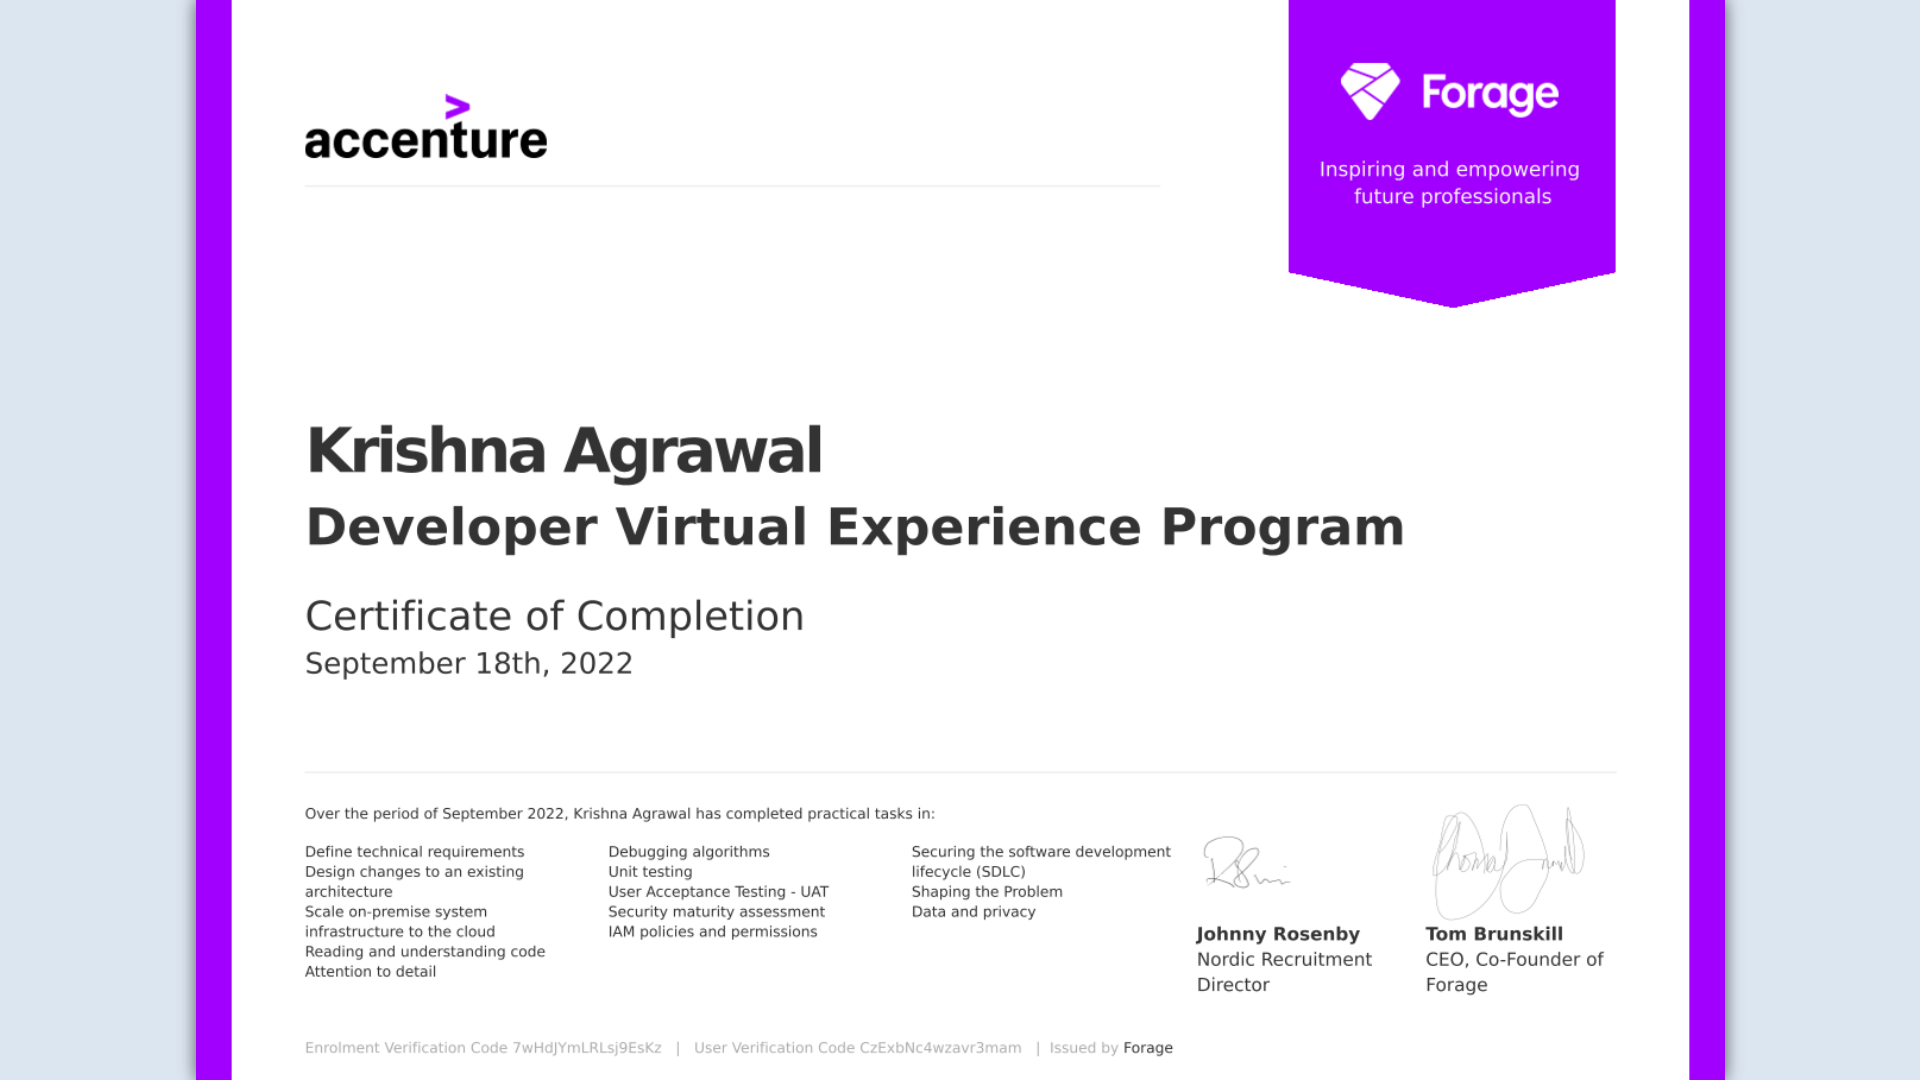 accenture
Forage
Inspiring and empowering
future professionals
Krishna Agrawal
Developer Virtual Experience Program
Certificate of Completion
September 18th, 2022
Over the period of September 2022, Krishna Agrawal has completed practical tasks in:
Define technical requirements
Design changes to an existing
architecture
Scale on-premise system
infrastructure to the cloud
Reading and understanding code
Attention to detail
Debugging algorithms
Unit testing
User Acceptance Testing - UAT
Security maturity assessment
IAM policies and permissions
Securing the software development
lifecycle (SDLC)
Shaping the Problem
Data and privacy
Johnny Rosenby
Nordic Recruitment
Director
Tom Brunskill
CEO, Co-Founder of
Forage
Enrolment Verification Code 7wHdJYmLRLsj9EsKz | User Verification Code CzExbNc4wzavr3mam | Issued by Forage